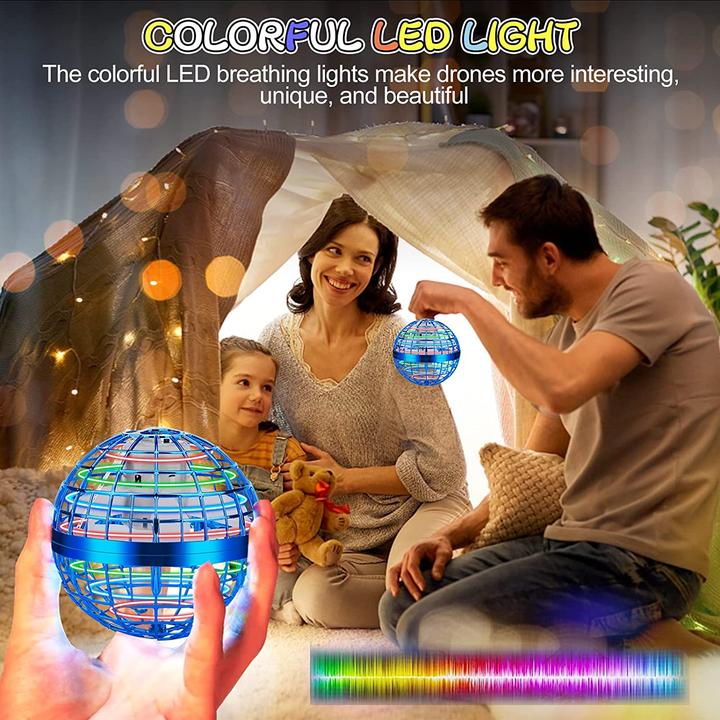 COLORFUL LED LIGHT
The colorful LED breathing lights make drones more interesting,
unique, and beautiful